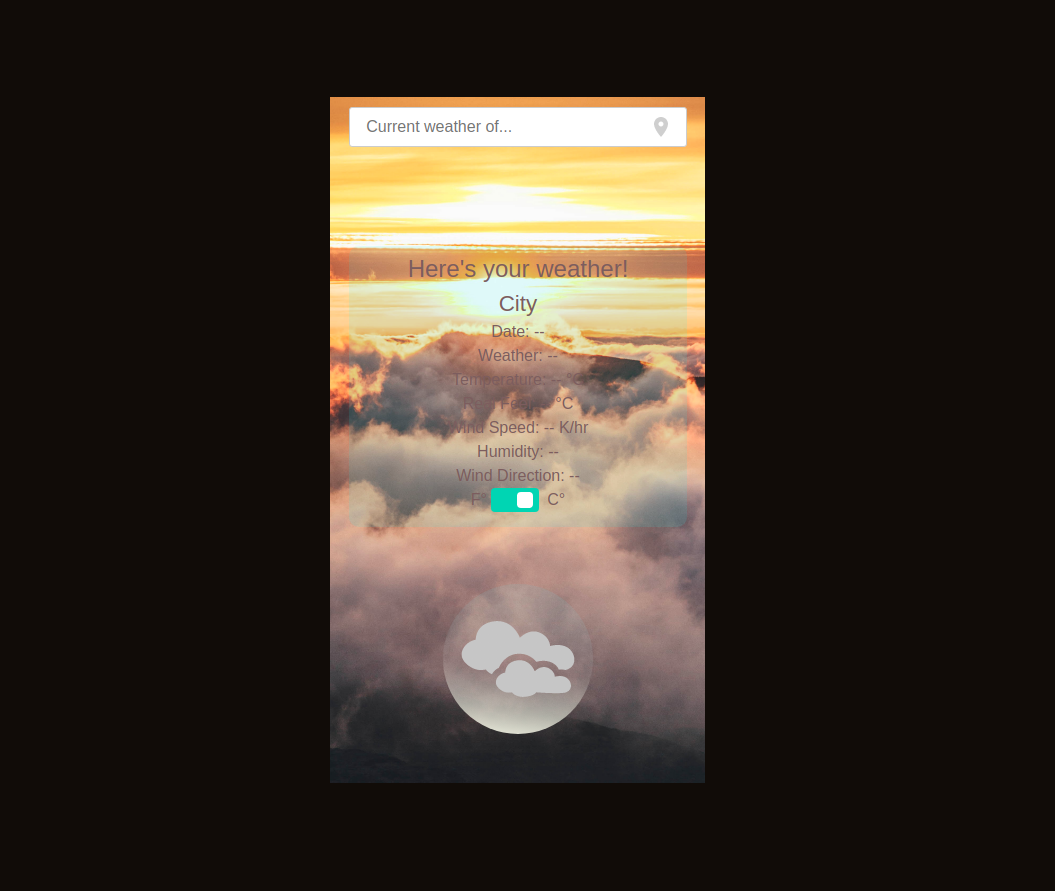 Current weather of...
Here's your weather!
City
Date: --
Weather: --
Temperature: -- °C
Real Feel: -- °C
Wind Speed: -- K/hr
Humidity: --
Wind Direction: --
F° C°